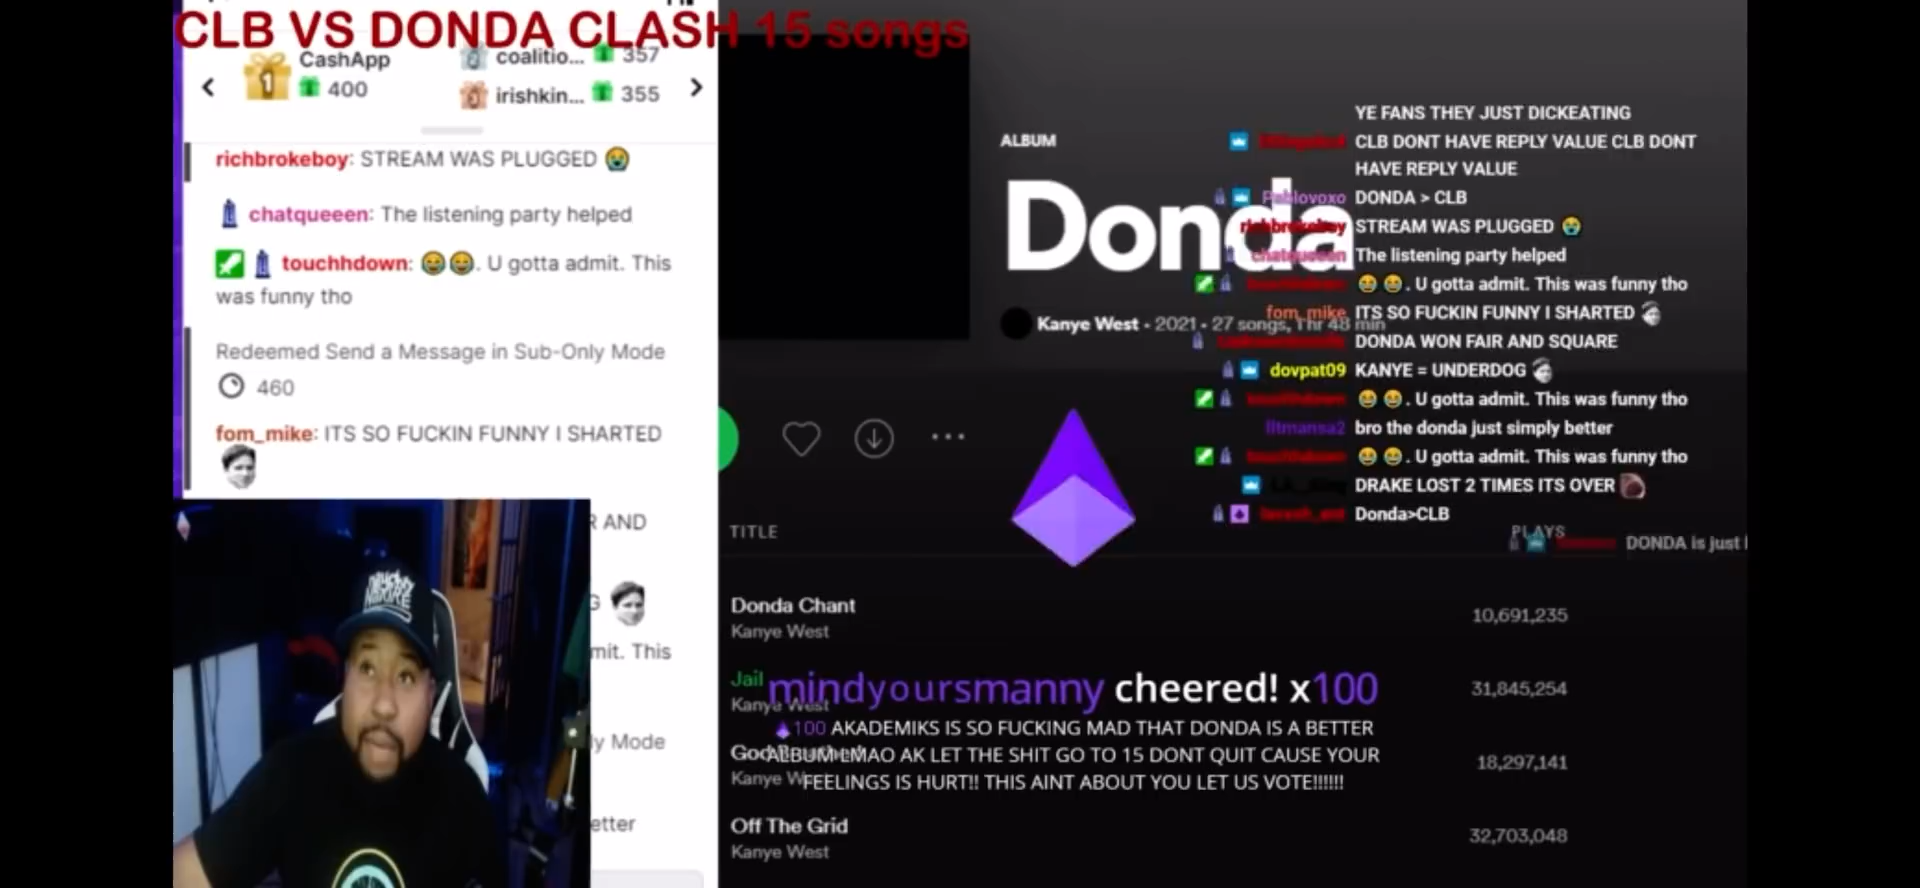 CLB VS DONDA CLASH 15 songs
CashApp
400
coalitio... 357
irishkin... 355
richbrokeboy: STREAM WAS PLUGGED
chatqueeen: The listening party helped
touchhdown: 😂😂. U gotta admit. This
was funny tho
Redeemed Send a Message in Sub-Only Mode
460
fom_mike: ITS SO FUCKIN FUNNY I SHARTED
R AND
G
mit. This
ly Mode
etter
ALBUM
Donda
Kanye West • 2021 • 27 songs, 1 hr 48 min
YE FANS THEY JUST DICKEATING
CLB DONT HAVE REPLY VALUE CLB DONT
HAVE REPLY VALUE
DONDA > CLB
richbrokeboy STREAM WAS PLUGGED 😭
chatqueeen The listening party helped
😂 😂. U gotta admit. This was funny tho
fom_mike ITS SO FUCKIN FUNNY I SHARTED
DONDA WON FAIR AND SQUARE
dovpat09 KANYE = UNDERDOG
😂 😂. U gotta admit. This was funny tho
bro the donda just simply better
😂 😂. U gotta admit. This was funny tho
DRAKE LOST 2 TIMES ITS OVER
Donda>CLB
DONDA is just
TITLE
PLAYS
Donda Chant
Kanye West
10,691,235
Jail
Kanye West
31,845,254
mindyoursmanny cheered! x100
100 AKADEMIKS IS SO FUCKING MAD THAT DONDA IS A BETTER
ALBUM LMAO AK LET THE SHIT GO TO 15 DONT QUIT CAUSE YOUR
FEELINGS IS HURT!! THIS AINT ABOUT YOU LET US VOTE!!!!!!
God
Kanye W
18,297,141
Off The Grid
Kanye West
32,703,048